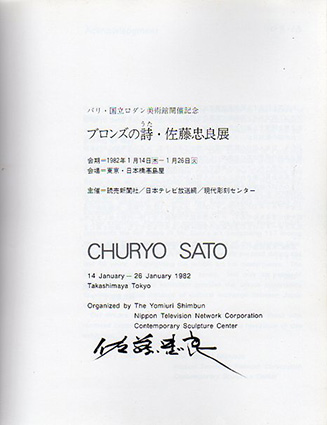 パリ・国立ロダン美術館開催記念
うた
ブロンズの詩・佐藤忠良展
会期=1982年1月14日㊍—1月26日㊋
会場=東京・日本橋髙島屋
主催=読売新聞社/日本テレビ放送網/現代彫刻センター
CHURYO SATO
14 January—26 January 1982
Takashimaya Tokyo
Organized by The Yomiuri Shimbun
Nippon Television Network Corporation
Contemporary Sculpture Center
佐藤忠良